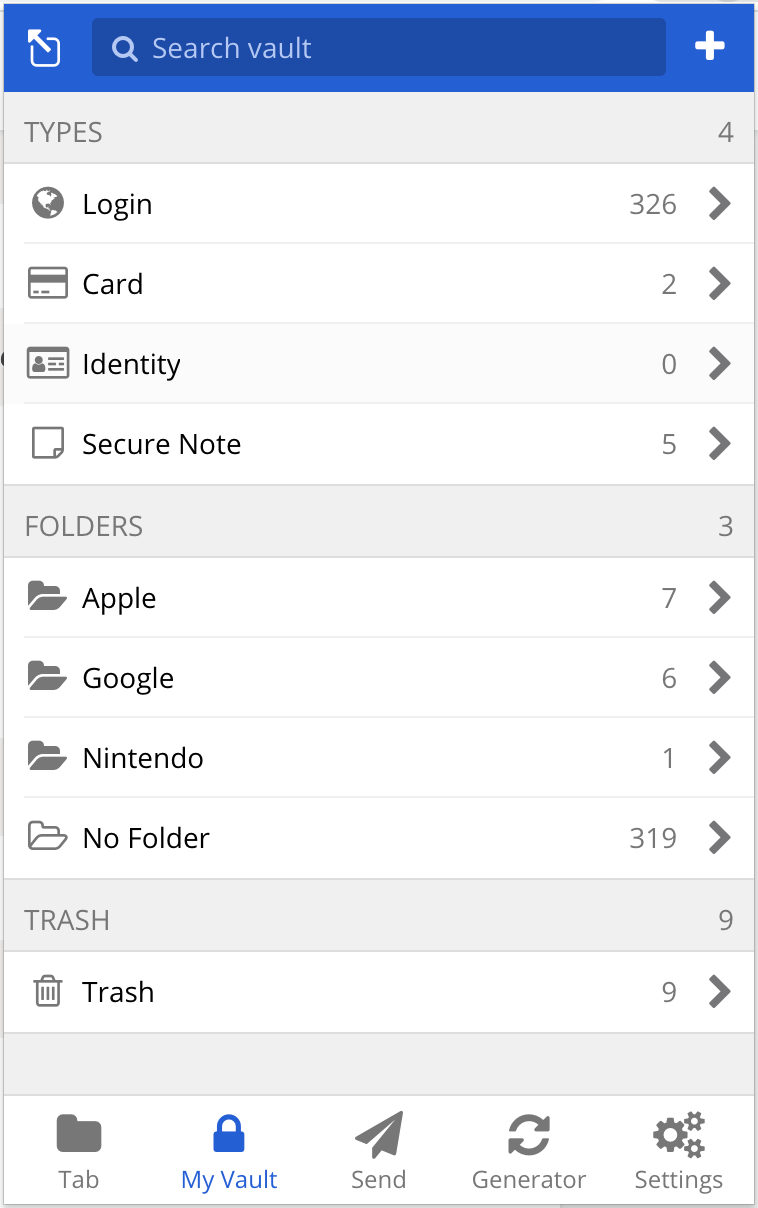 Search vault
TYPES 4
Login 326
Card 2
Identity 0
Secure Note 5
FOLDERS 3
Apple 7
Google 6
Nintendo 1
No Folder 319
TRASH 9
Trash 9
Tab My Vault Send Generator Settings